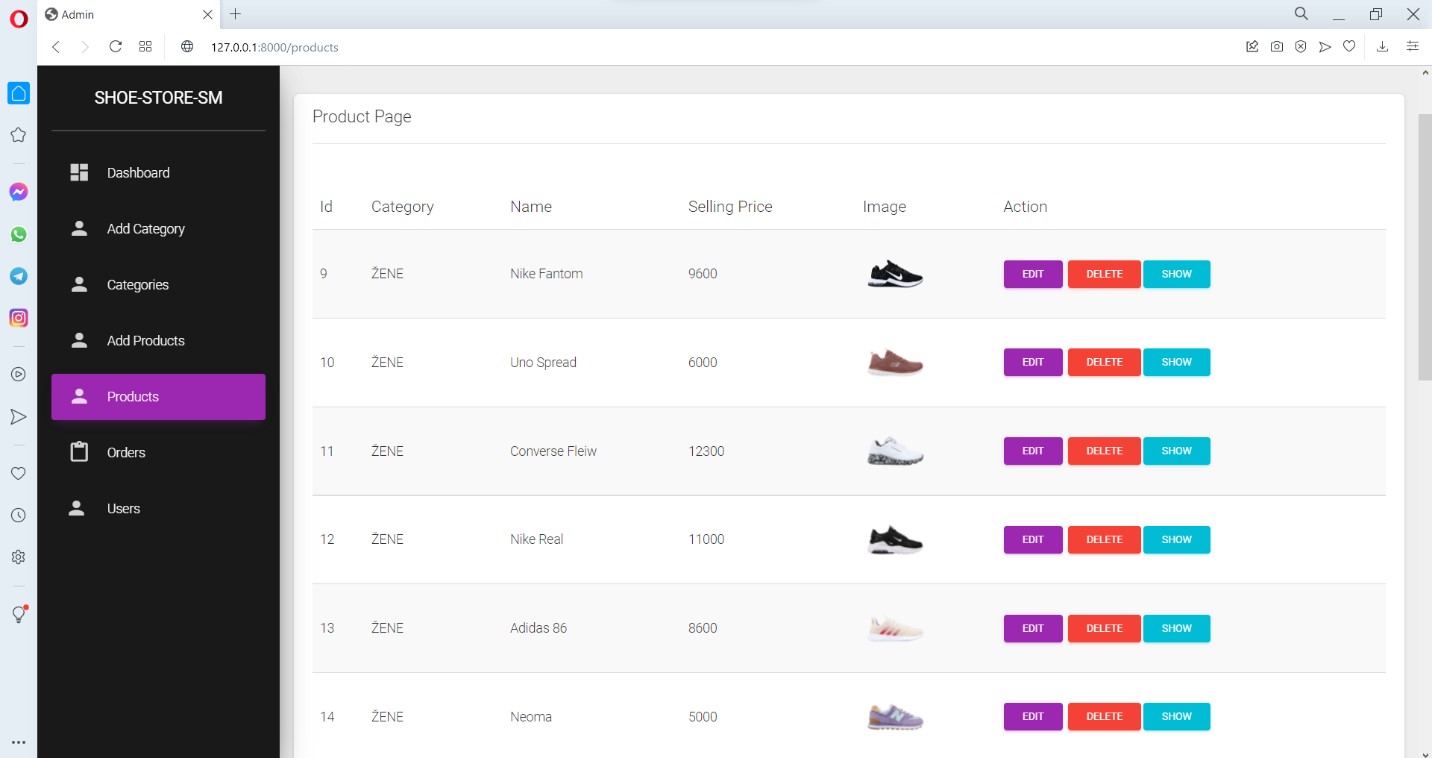 Admin
127.0.0.1:8000/products
SHOE-STORE-SM
Dashboard
Add Category
Categories
Add Products
Products
Orders
Users
Product Page
Id Category Name Selling Price Image Action
9 ŽENE Nike Fantom 9600 EDIT DELETE SHOW
10 ŽENE Uno Spread 6000 EDIT DELETE SHOW
11 ŽENE Converse Fleiw 12300 EDIT DELETE SHOW
12 ŽENE Nike Real 11000 EDIT DELETE SHOW
13 ŽENE Adidas 86 8600 EDIT DELETE SHOW
14 ŽENE Neoma 5000 EDIT DELETE SHOW